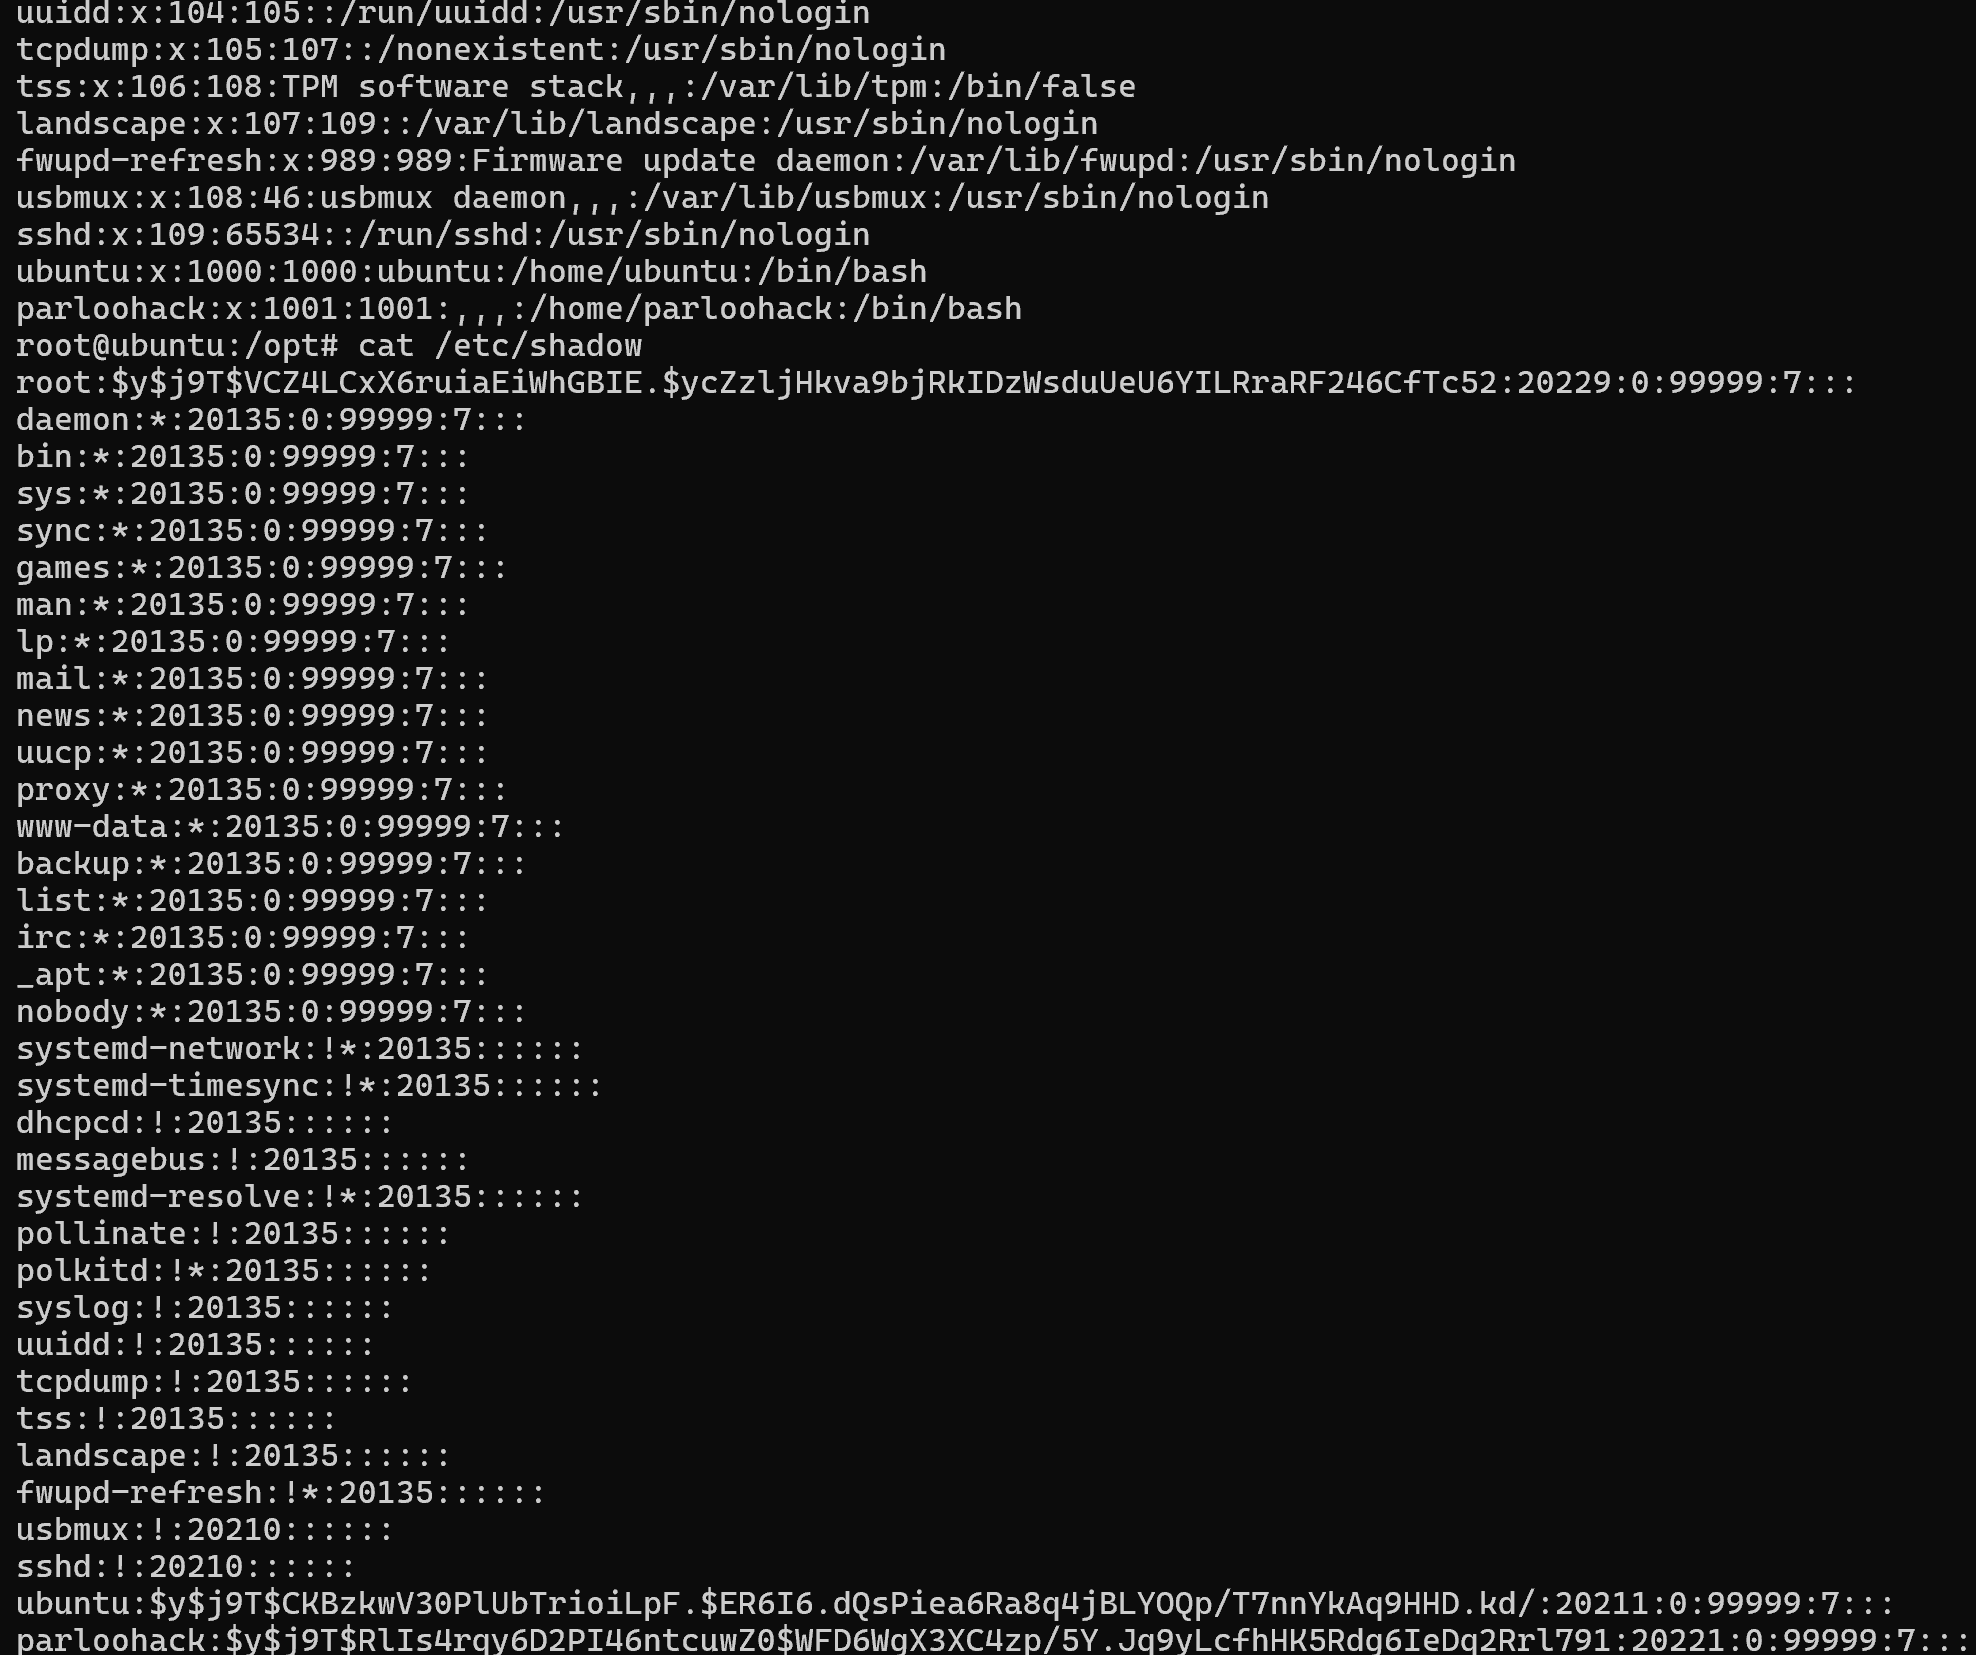 uuidd:x:104:105::/run/uuidd:/usr/sbin/nologin
tcpdump:x:105:107::/nonexistent:/usr/sbin/nologin
tss:x:106:108:TPM software stack,,,:/var/lib/tpm:/bin/false
landscape:x:107:109::/var/lib/landscape:/usr/sbin/nologin
fwupd-refresh:x:989:989:Firmware update daemon:/var/lib/fwupd:/usr/sbin/nologin
usbmux:x:108:46:usbmux daemon,,,:/var/lib/usbmux:/usr/sbin/nologin
sshd:x:109:65534::/run/sshd:/usr/sbin/nologin
ubuntu:x:1000:1000:ubuntu:/home/ubuntu:/bin/bash
parloohack:x:1001:1001:,,,:/home/parloohack:/bin/bash
root@ubuntu:/opt# cat /etc/shadow
root:$y$j9T$VCZ4LCxX6ruiaEiWhGBIE.$ycZzljHkva9bjRkIDzWsduUeU6YILRraRF246CfTc52:20229:0:99999:7:::
daemon:*:20135:0:99999:7:::
bin:*:20135:0:99999:7:::
sys:*:20135:0:99999:7:::
sync:*:20135:0:99999:7:::
games:*:20135:0:99999:7:::
man:*:20135:0:99999:7:::
lp:*:20135:0:99999:7:::
mail:*:20135:0:99999:7:::
news:*:20135:0:99999:7:::
uucp:*:20135:0:99999:7:::
proxy:*:20135:0:99999:7:::
www-data:*:20135:0:99999:7:::
backup:*:20135:0:99999:7:::
list:*:20135:0:99999:7:::
irc:*:20135:0:99999:7:::
_apt:*:20135:0:99999:7:::
nobody:*:20135:0:99999:7:::
systemd-network:!*:20135::::::
systemd-timesync:!*:20135::::::
dhcpcd:!:20135::::::
messagebus:!:20135::::::
systemd-resolve:!*:20135::::::
pollinate:!:20135::::::
polkitd:!*:20135::::::
syslog:!:20135::::::
uuidd:!:20135::::::
tcpdump:!:20135::::::
tss:!:20135::::::
landscape:!:20135::::::
fwupd-refresh:!*:20135::::::
usbmux:!:20210::::::
sshd:!:20210::::::
ubuntu:$y$j9T$CKBzkwV30PlUbTrioiLpF.$ER6I6.dQsPiea6Ra8q4jBLYOQp/T7nnYkAq9HHD.kd/:20211:0:99999:7:::
parloohack:$y$j9T$RlIs4rqy6D2PI46ntcuwZ0$WFD6WgX3XC4zp/5Y.Jq9yLcfhHK5Rdg6IeDq2Rrl791:20221:0:99999:7:::